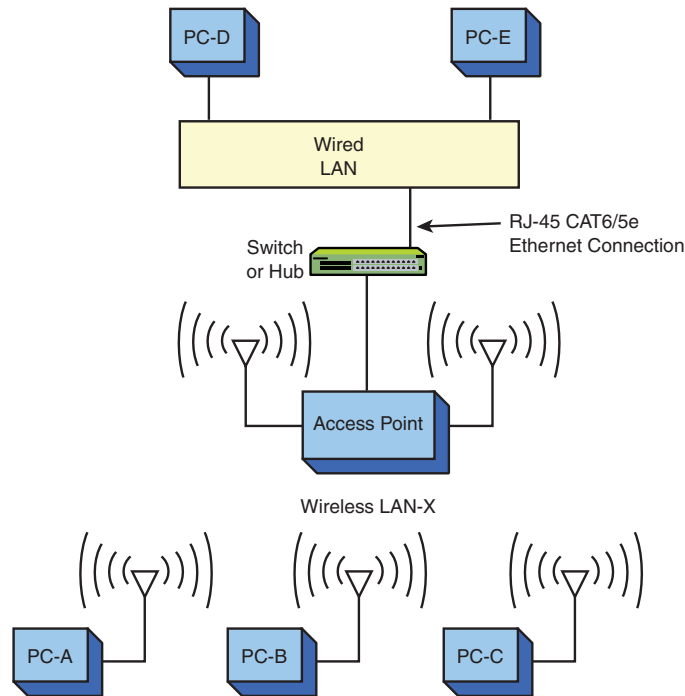 PC-D
PC-E
Wired
LAN
RJ-45 CAT6/5e
Ethernet Connection
Switch
or Hub
Access Point
Wireless LAN-X
PC-A
PC-B
PC-C